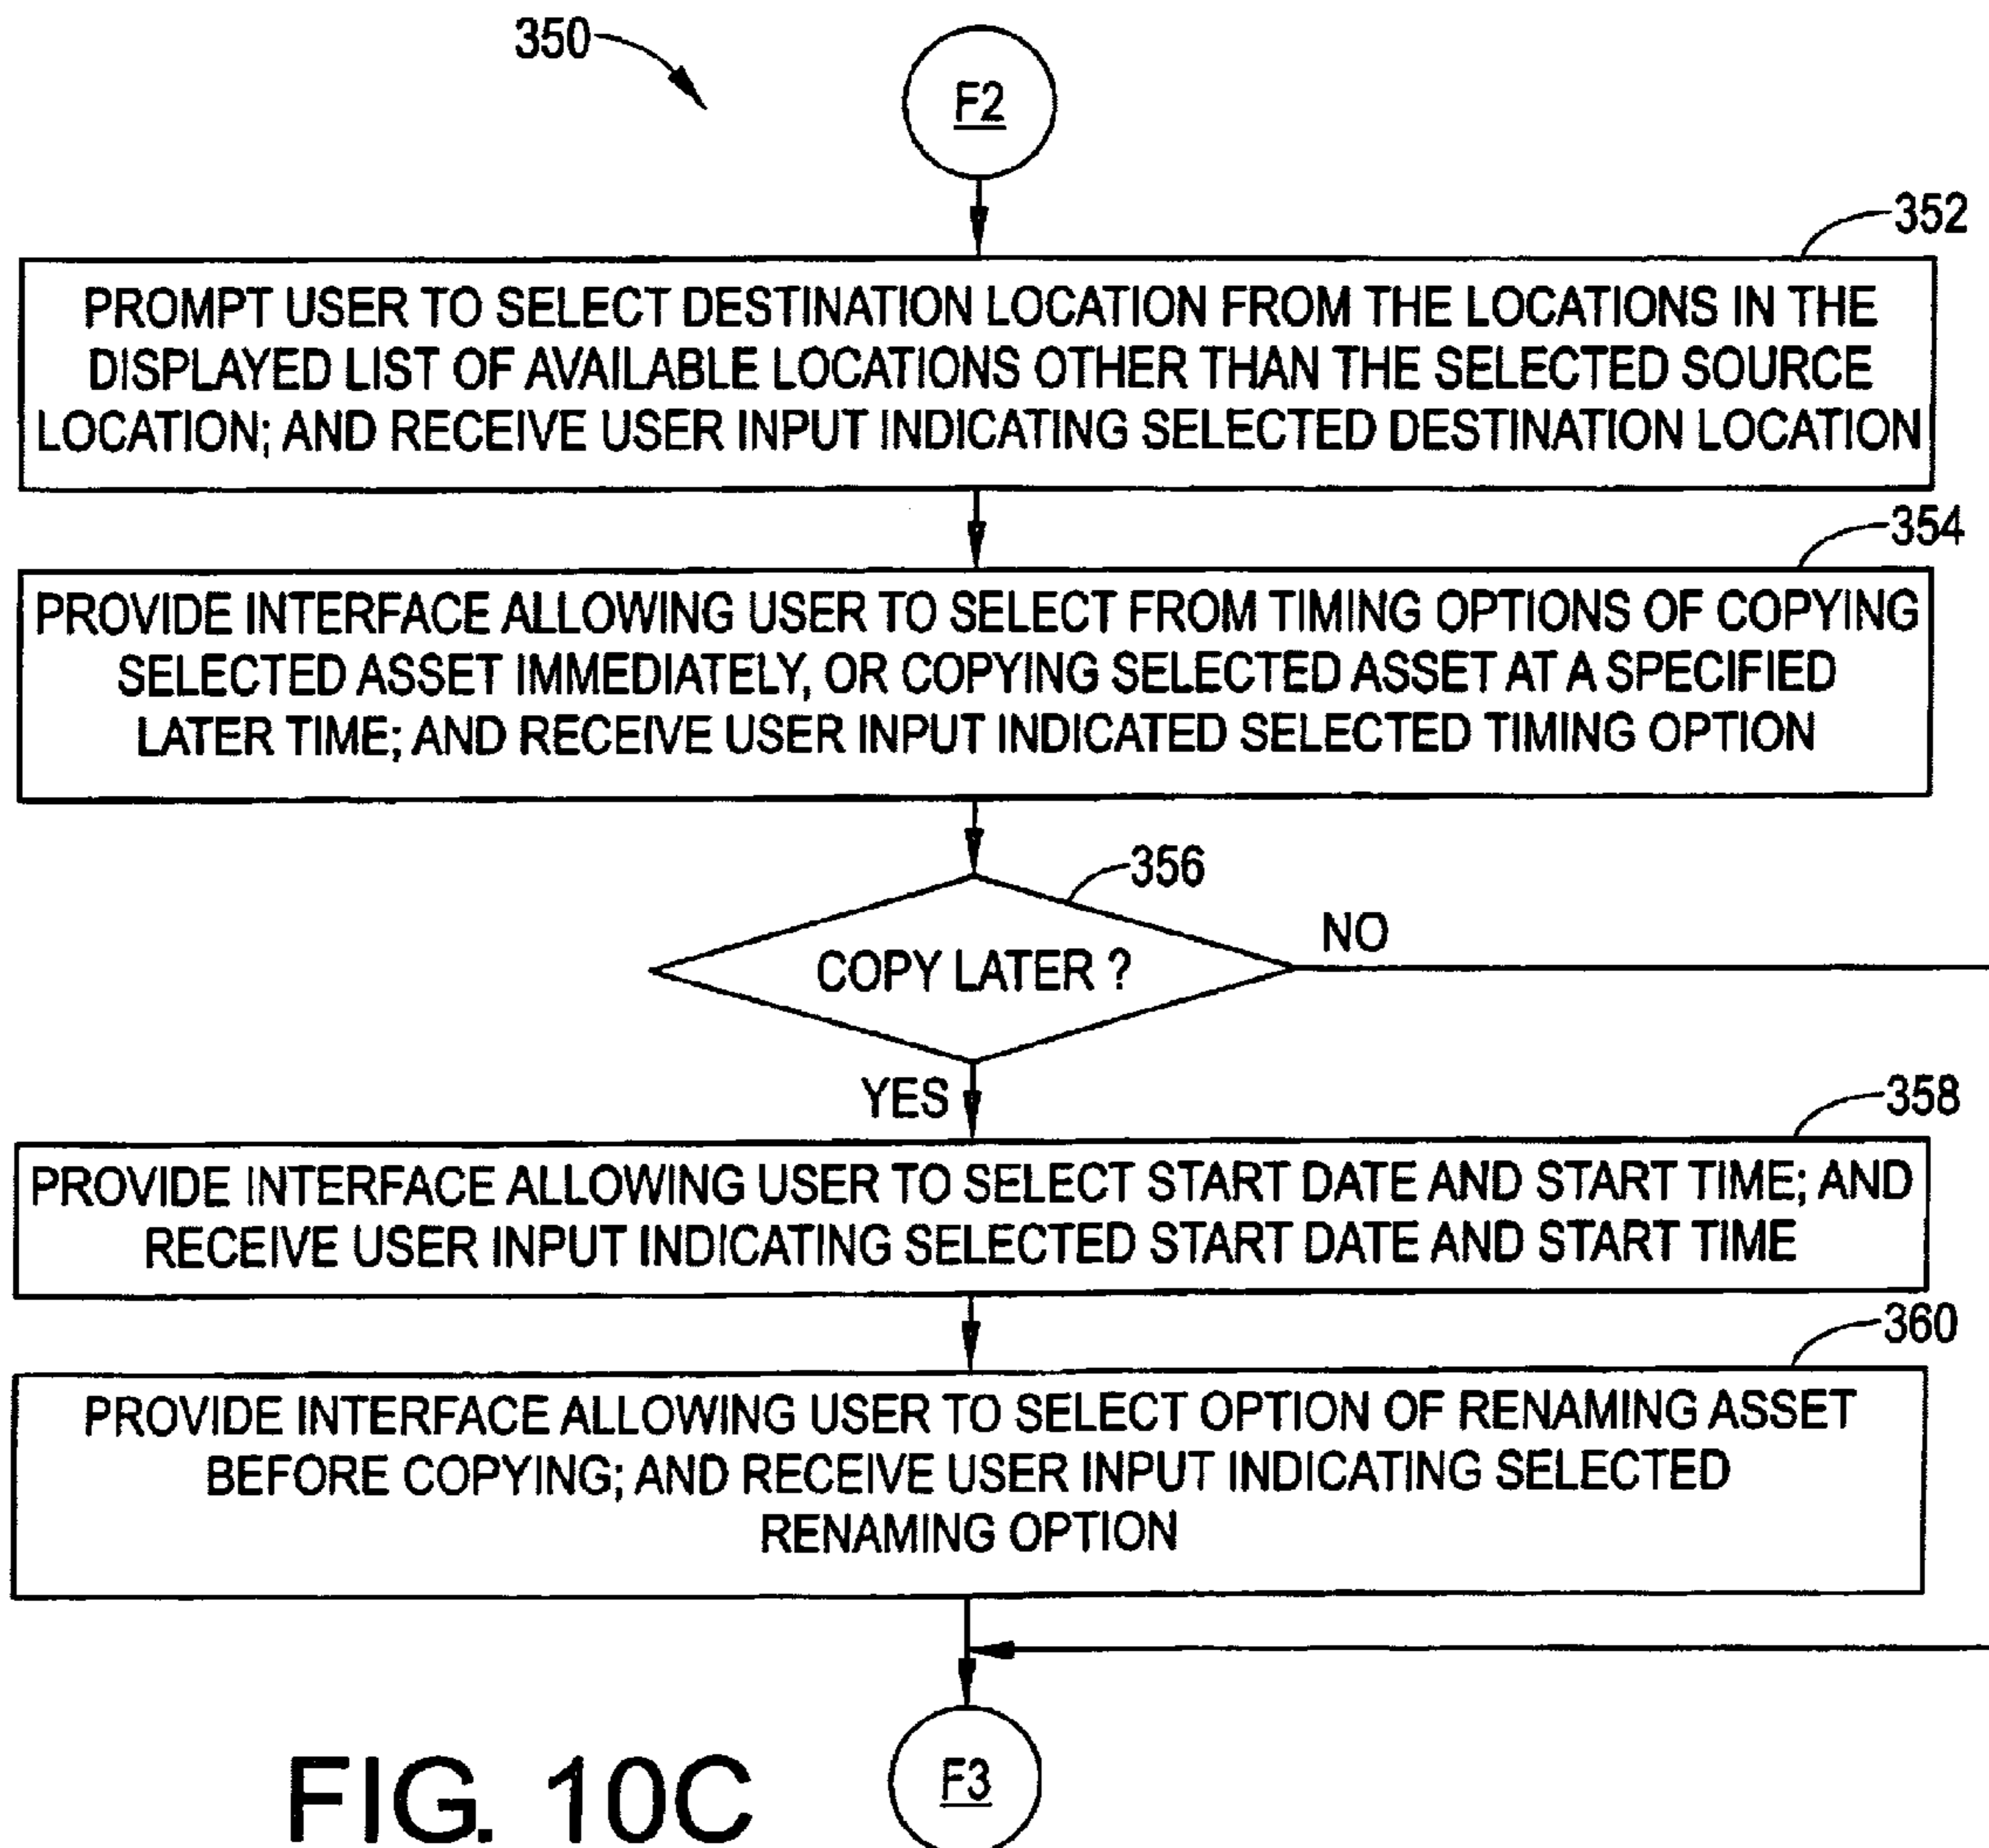 350
F2
352
PROMPT USER TO SELECT DESTINATION LOCATION FROM THE LOCATIONS IN THE
DISPLAYED LIST OF AVAILABLE LOCATIONS OTHER THAN THE SELECTED SOURCE
LOCATION; AND RECEIVE USER INPUT INDICATING SELECTED DESTINATION LOCATION
354
PROVIDE INTERFACE ALLOWING USER TO SELECT FROM TIMING OPTIONS OF COPYING
SELECTED ASSET IMMEDIATELY, OR COPYING SELECTED ASSET AT A SPECIFIED
LATER TIME; AND RECEIVE USER INPUT INDICATED SELECTED TIMING OPTION
356
COPY LATER ?
NO
YES
358
PROVIDE INTERFACE ALLOWING USER TO SELECT START DATE AND START TIME; AND
RECEIVE USER INPUT INDICATING SELECTED START DATE AND START TIME
360
PROVIDE INTERFACE ALLOWING USER TO SELECT OPTION OF RENAMING ASSET
BEFORE COPYING; AND RECEIVE USER INPUT INDICATING SELECTED
RENAMING OPTION
F3
FIG. 10C